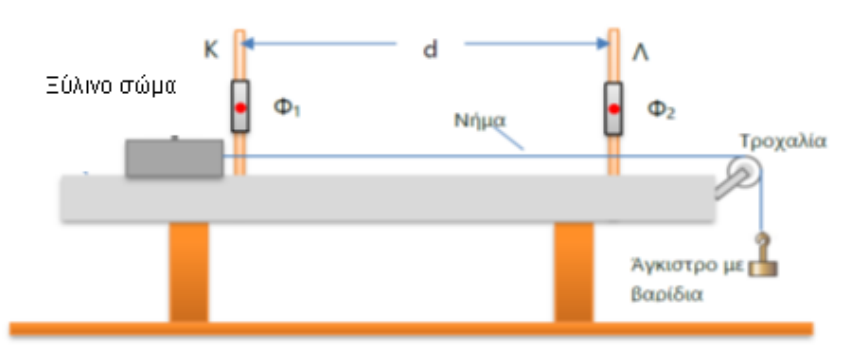 Κ
d
Λ
Ξύλινο σώμα
Φ₁
Φ₂
Νήμα
Τροχαλία
Άγκιστρο με
βαρίδια